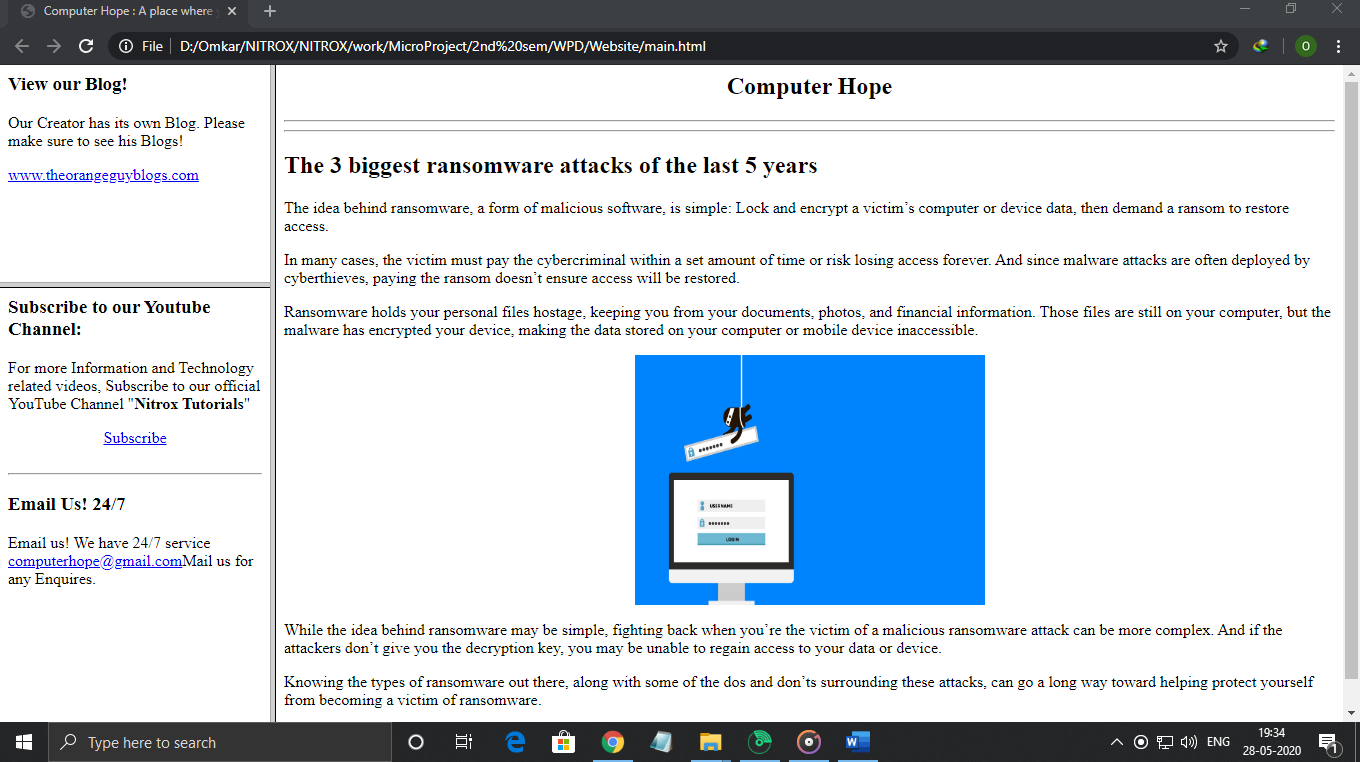 Computer Hope : A place where
File
D:/Omkar/NITROX/NITROX/work/MicroProject/2nd%20sem/WPD/Website/main.html
O
View our Blog!
Our Creator has its own Blog. Please
make sure to see his Blogs!
www.theorangeguyblogs.com
Subscribe to our Youtube
Channel:
For more Information and Technology
related videos, Subscribe to our official
YouTube Channel "Nitrox Tutorials"
Subscribe
Email Us! 24/7
Email us! We have 24/7 service
computerhope@gmail.comMail us for
any Enquires.
Computer Hope
The 3 biggest ransomware attacks of the last 5 years
The idea behind ransomware, a form of malicious software, is simple: Lock and encrypt a victim’s computer or device data, then demand a ransom to restore
access.
In many cases, the victim must pay the cybercriminal within a set amount of time or risk losing access forever. And since malware attacks are often deployed by
cyberthieves, paying the ransom doesn’t ensure access will be restored.
Ransomware holds your personal files hostage, keeping you from your documents, photos, and financial information. Those files are still on your computer, but the
malware has encrypted your device, making the data stored on your computer or mobile device inaccessible.
USERNAME
LOGIN
While the idea behind ransomware may be simple, fighting back when you’re the victim of a malicious ransomware attack can be more complex. And if the
attackers don’t give you the decryption key, you may be unable to regain access to your data or device.
Knowing the types of ransomware out there, along with some of the dos and don’ts surrounding these attacks, can go a long way toward helping protect yourself
from becoming a victim of ransomware.
Type here to search
ENG
19:34
28-05-2020
1